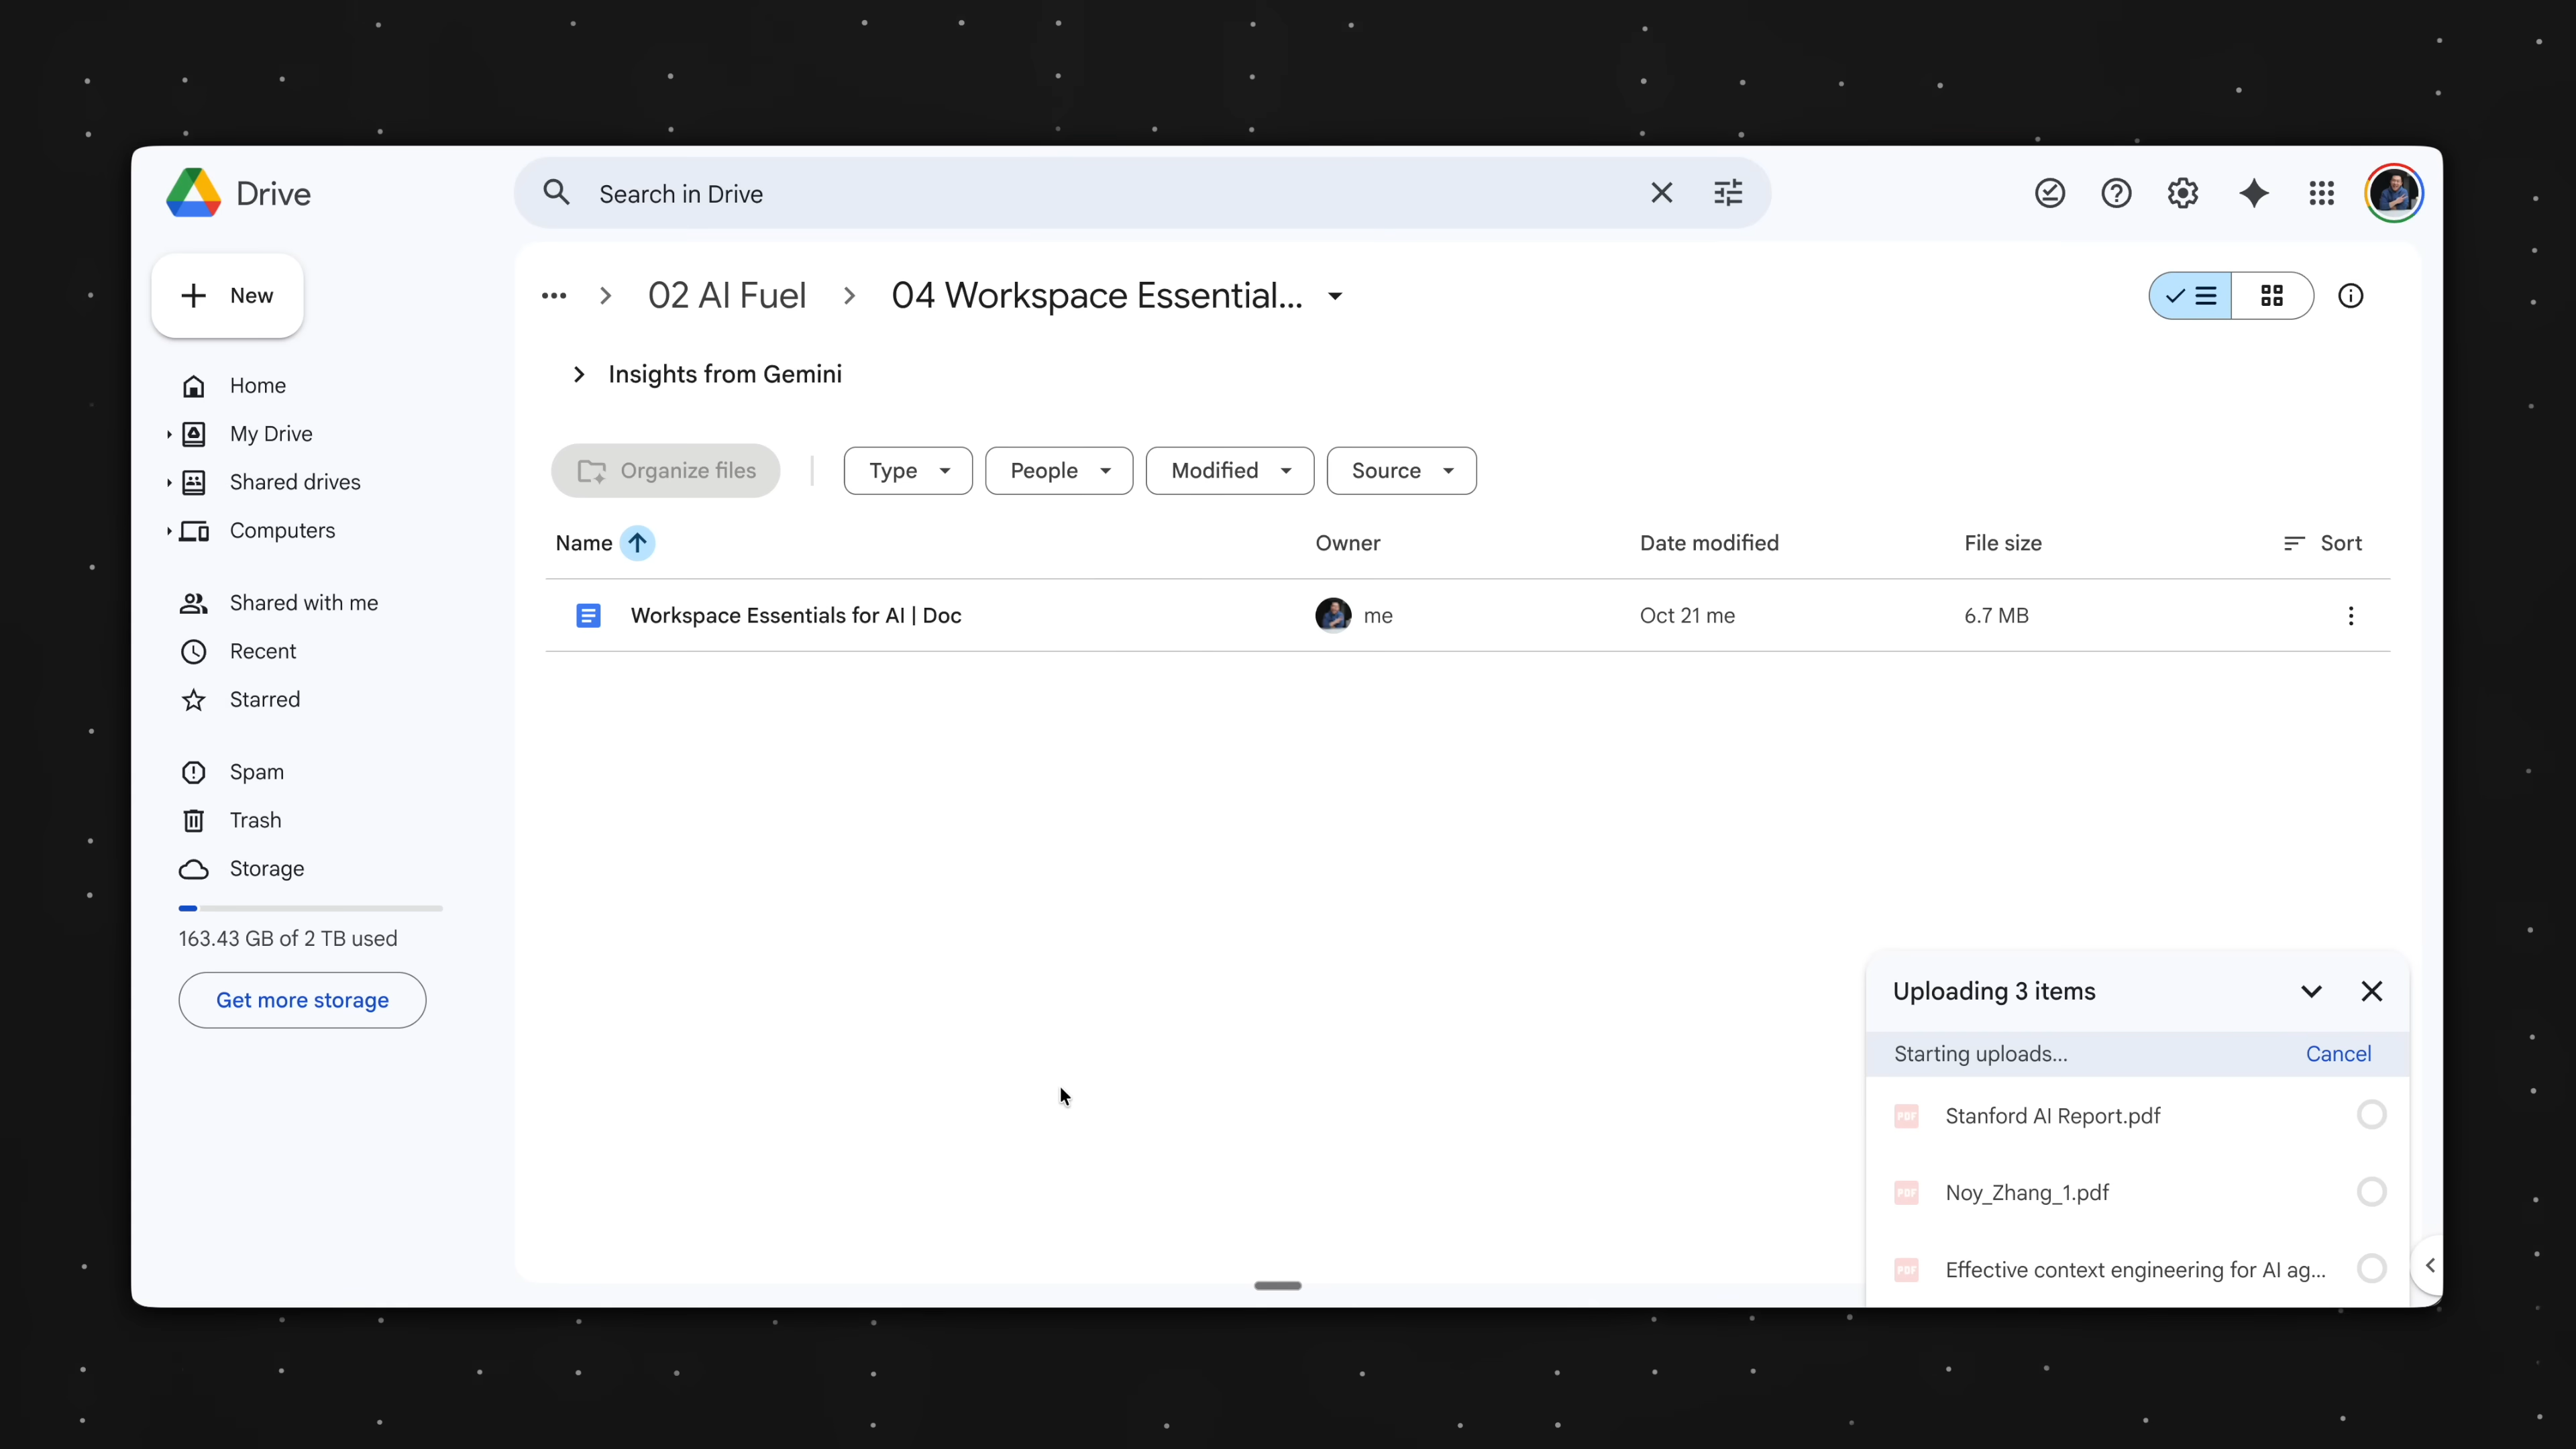 Drive
Search in Drive
New
Home
My Drive
Shared drives
Computers
Shared with me
Recent
Starred
Spam
Trash
Storage
163.43 GB of 2 TB used
Get more storage
02 AI Fuel
04 Workspace Essential...
Insights from Gemini
Organize files
Type
People
Modified
Source
Name
Owner
Date modified
File size
Sort
Workspace Essentials for AI | Doc
me
Oct 21 me
6.7 MB
Uploading 3 items
Starting uploads...
Cancel
PDF
Stanford AI Report.pdf
PDF
Noy_Zhang_1.pdf
PDF
Effective context engineering for AI ag...